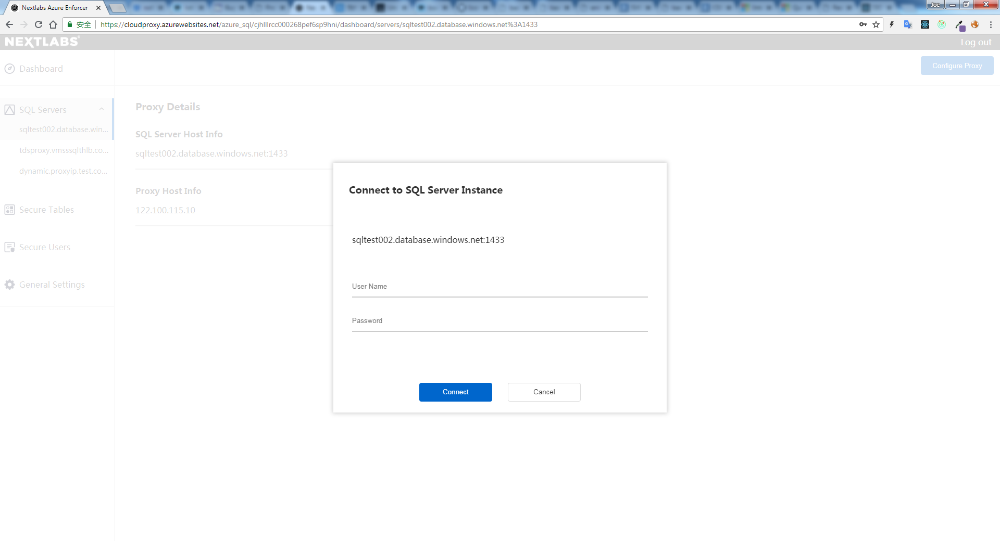 Nextlabs Azure Enforcer
Joe
安全
https://cloudproxy.azurewebsites.net/azure_sql/cjhlllrcc000268pef6sp9hni/dashboard/servers/sqltest002.database.windows.net%3A1433
NEXTLABS
Log out
Dashboard
Configure Proxy
SQL Servers
sqltest002.database.win...
tdsproxy.vmsssqlthlb.co...
dynamic.proxyip.test.co...
Secure Tables
Secure Users
General Settings
Proxy Details
SQL Server Host Info
sqltest002.database.windows.net:1433
Proxy Host Info
122.100.115.10
Connect to SQL Server Instance
sqltest002.database.windows.net:1433
User Name
Password
Connect
Cancel